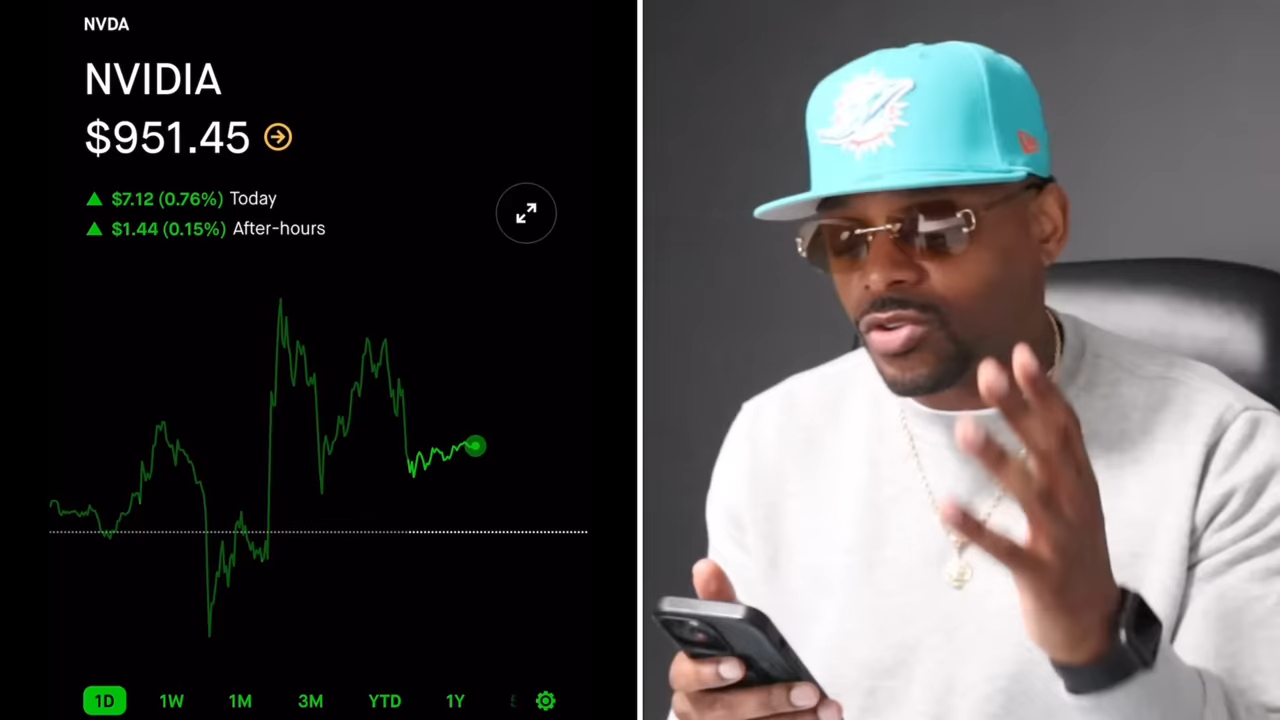 NVDA
NVIDIA
$951.45
$7.12 (0.76%) Today
$1.44 (0.15%) After-hours
1D 1W 1M 3M YTD 1Y